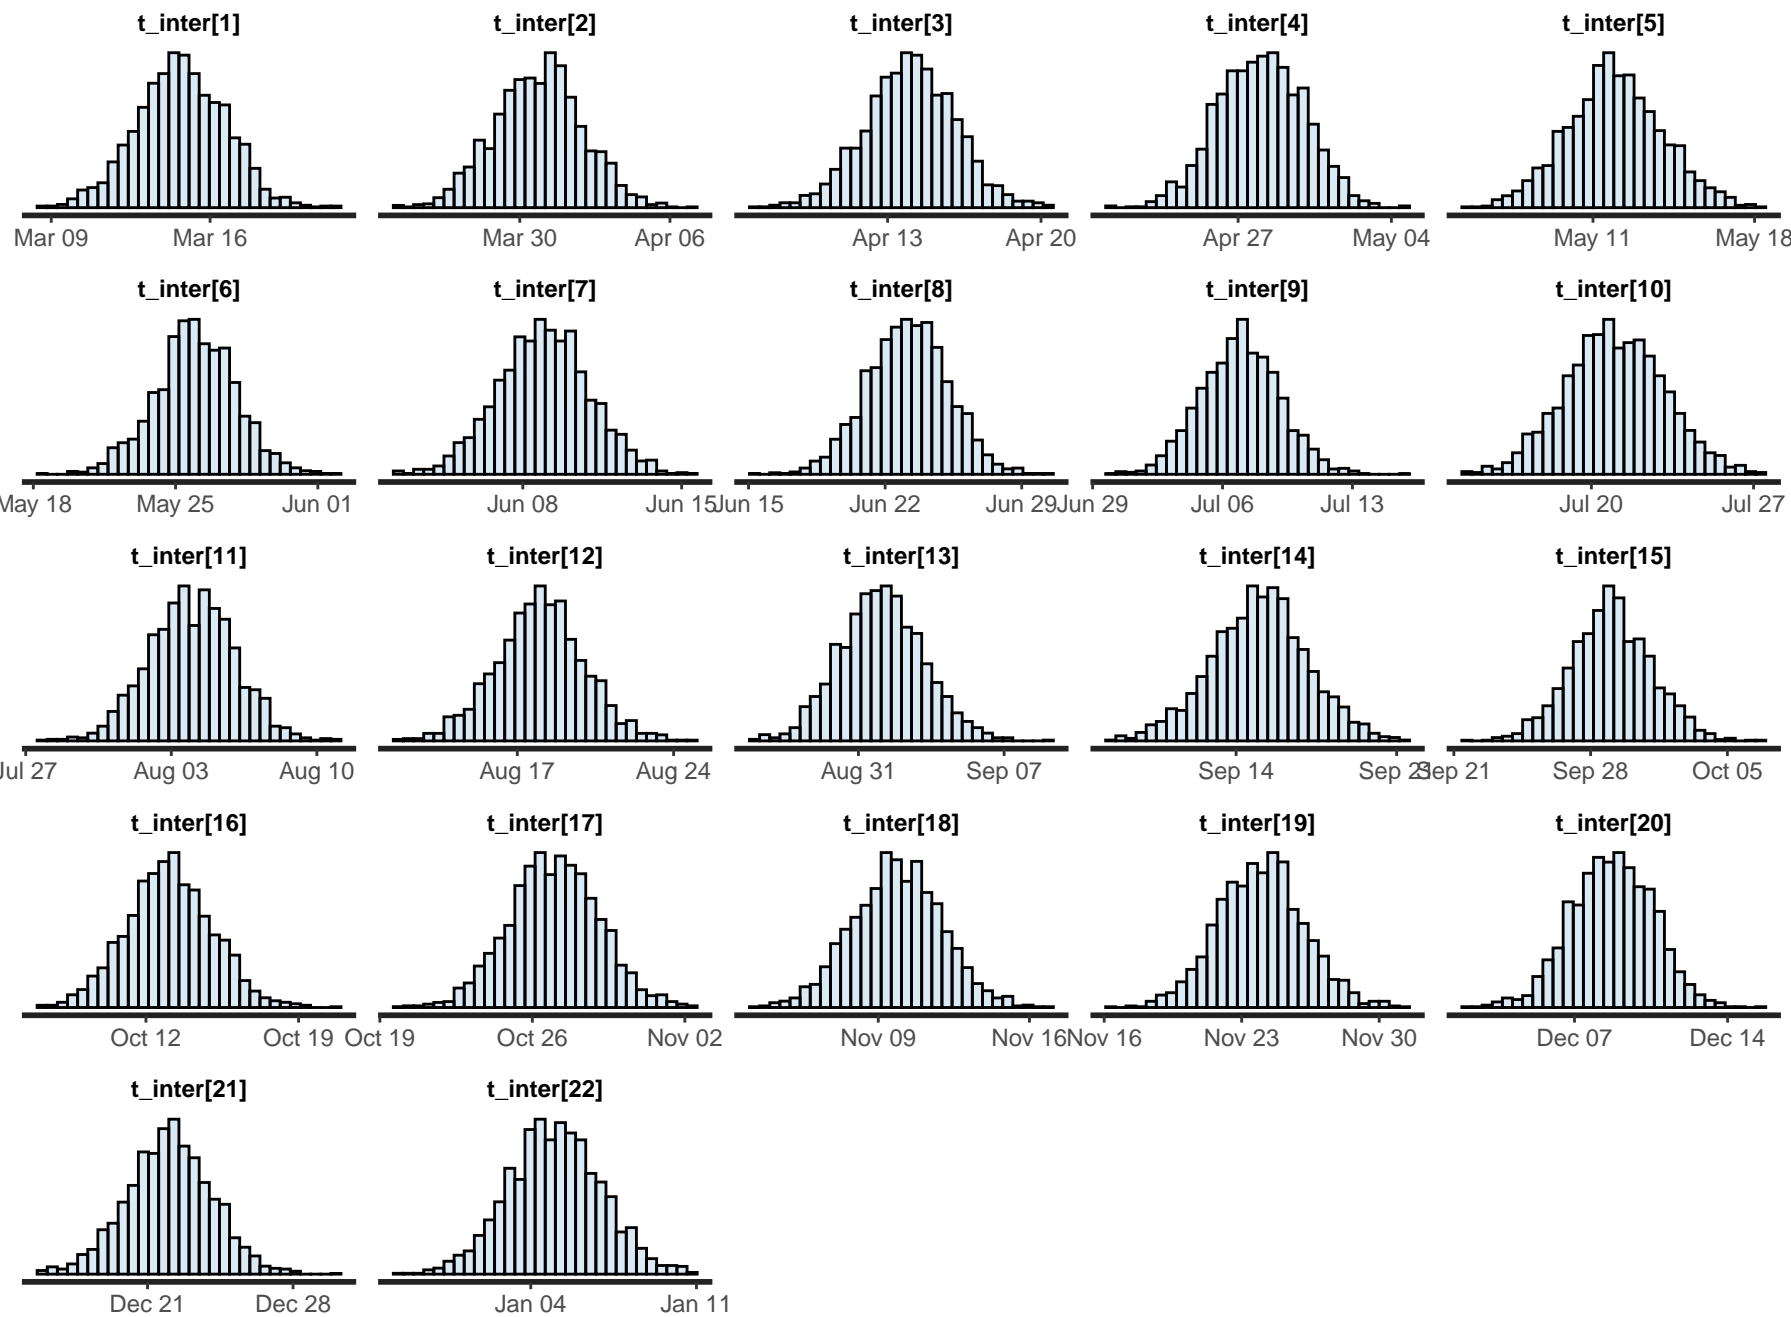 t_inter[1] t_inter[2] t_inter[3] t_inter[4] t_inter[5]
Mar 09 Mar 16 Mar 30 Apr 06 Apr 13 Apr 20 Apr 27 May 04 May 11 May 18
t_inter[6] t_inter[7] t_inter[8] t_inter[9] t_inter[10]
May 18 May 25 Jun 01 Jun 08 Jun 15 Jun 15 Jun 22 Jun 29 Jun 29 Jul 06 Jul 13 Jul 20 Jul 27
t_inter[11] t_inter[12] t_inter[13] t_inter[14] t_inter[15]
Jul 27 Aug 03 Aug 10 Aug 17 Aug 24 Aug 31 Sep 07 Sep 14 Sep 21 Sep 21 Sep 28 Oct 05
t_inter[16] t_inter[17] t_inter[18] t_inter[19] t_inter[20]
Oct 12 Oct 19 Oct 19 Oct 26 Nov 02 Nov 09 Nov 16 Nov 16 Nov 23 Nov 30 Dec 07 Dec 14
t_inter[21] t_inter[22]
Dec 21 Dec 28 Jan 04 Jan 11